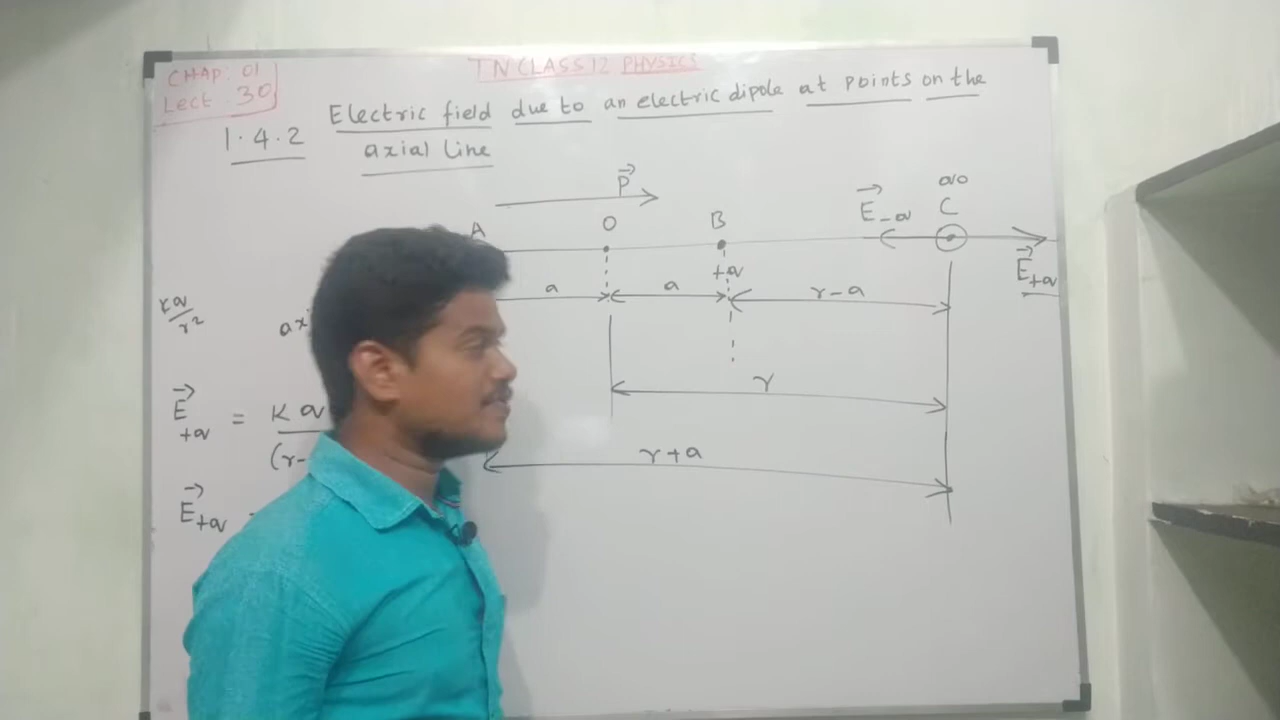 CHAP: 01
Lect: 30
TN CLASS 12 PHYSICS
1.4.2 Electric field due to an electric dipole at points on the
axial line
P
A O B C
E-q
+q
E+q
a a r-a
Kq/r²
r
E+q = Kq
(r-
r+a
E+q